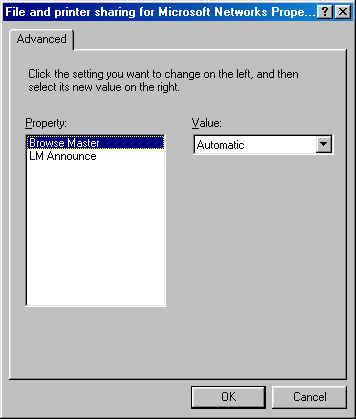 File and printer sharing for Microsoft Networks Prope...
Advanced
Click the setting you want to change on the left, and then
select its new value on the right.
Property:
Value:
Browse Master
LM Announce
Automatic
OK
Cancel